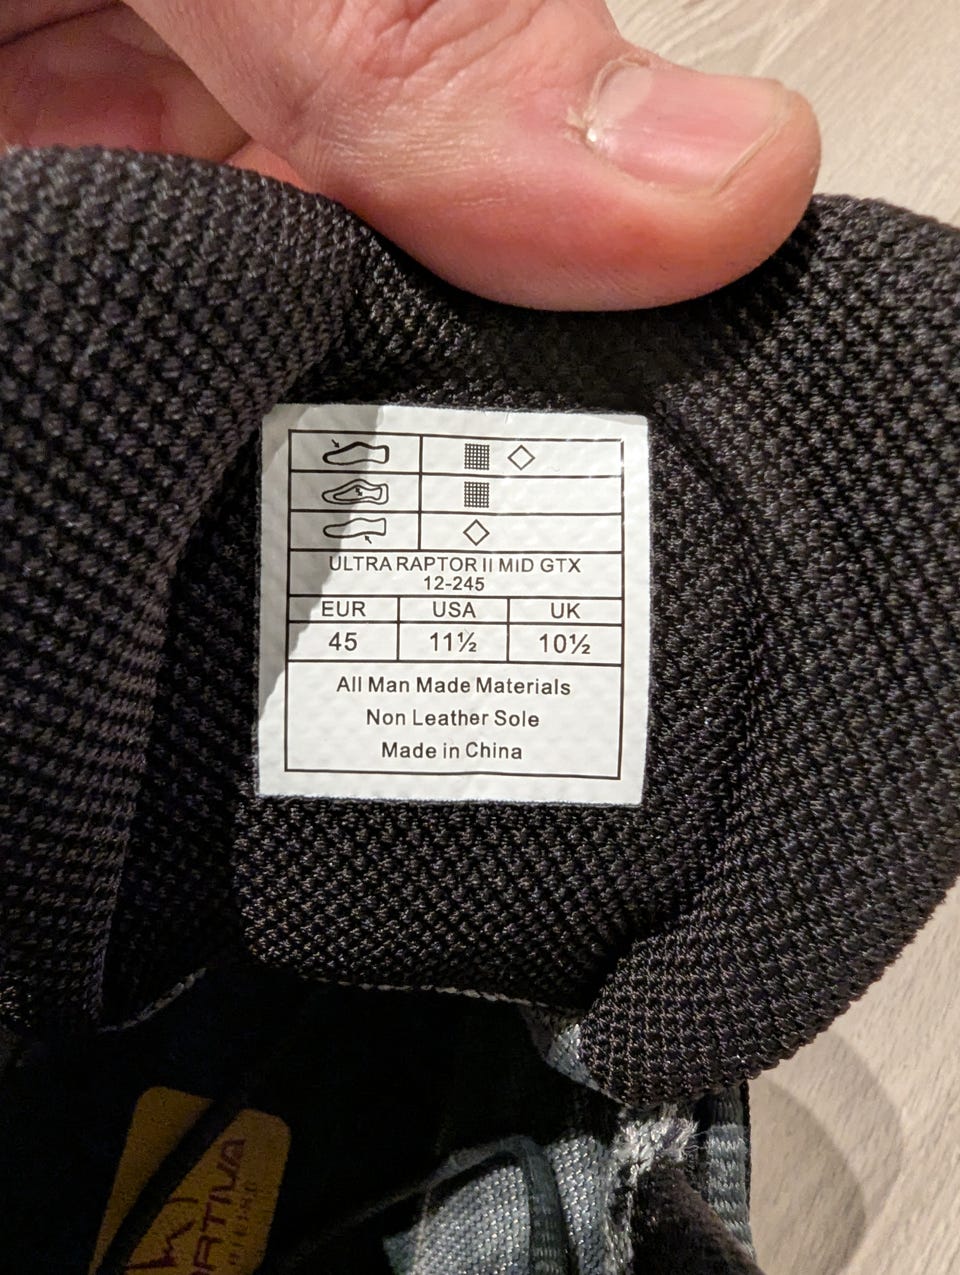 ULTRA RAPTOR II MID GTX
12-245
EUR USA UK
45 11½ 10½
All Man Made Materials
Non Leather Sole
Made in China